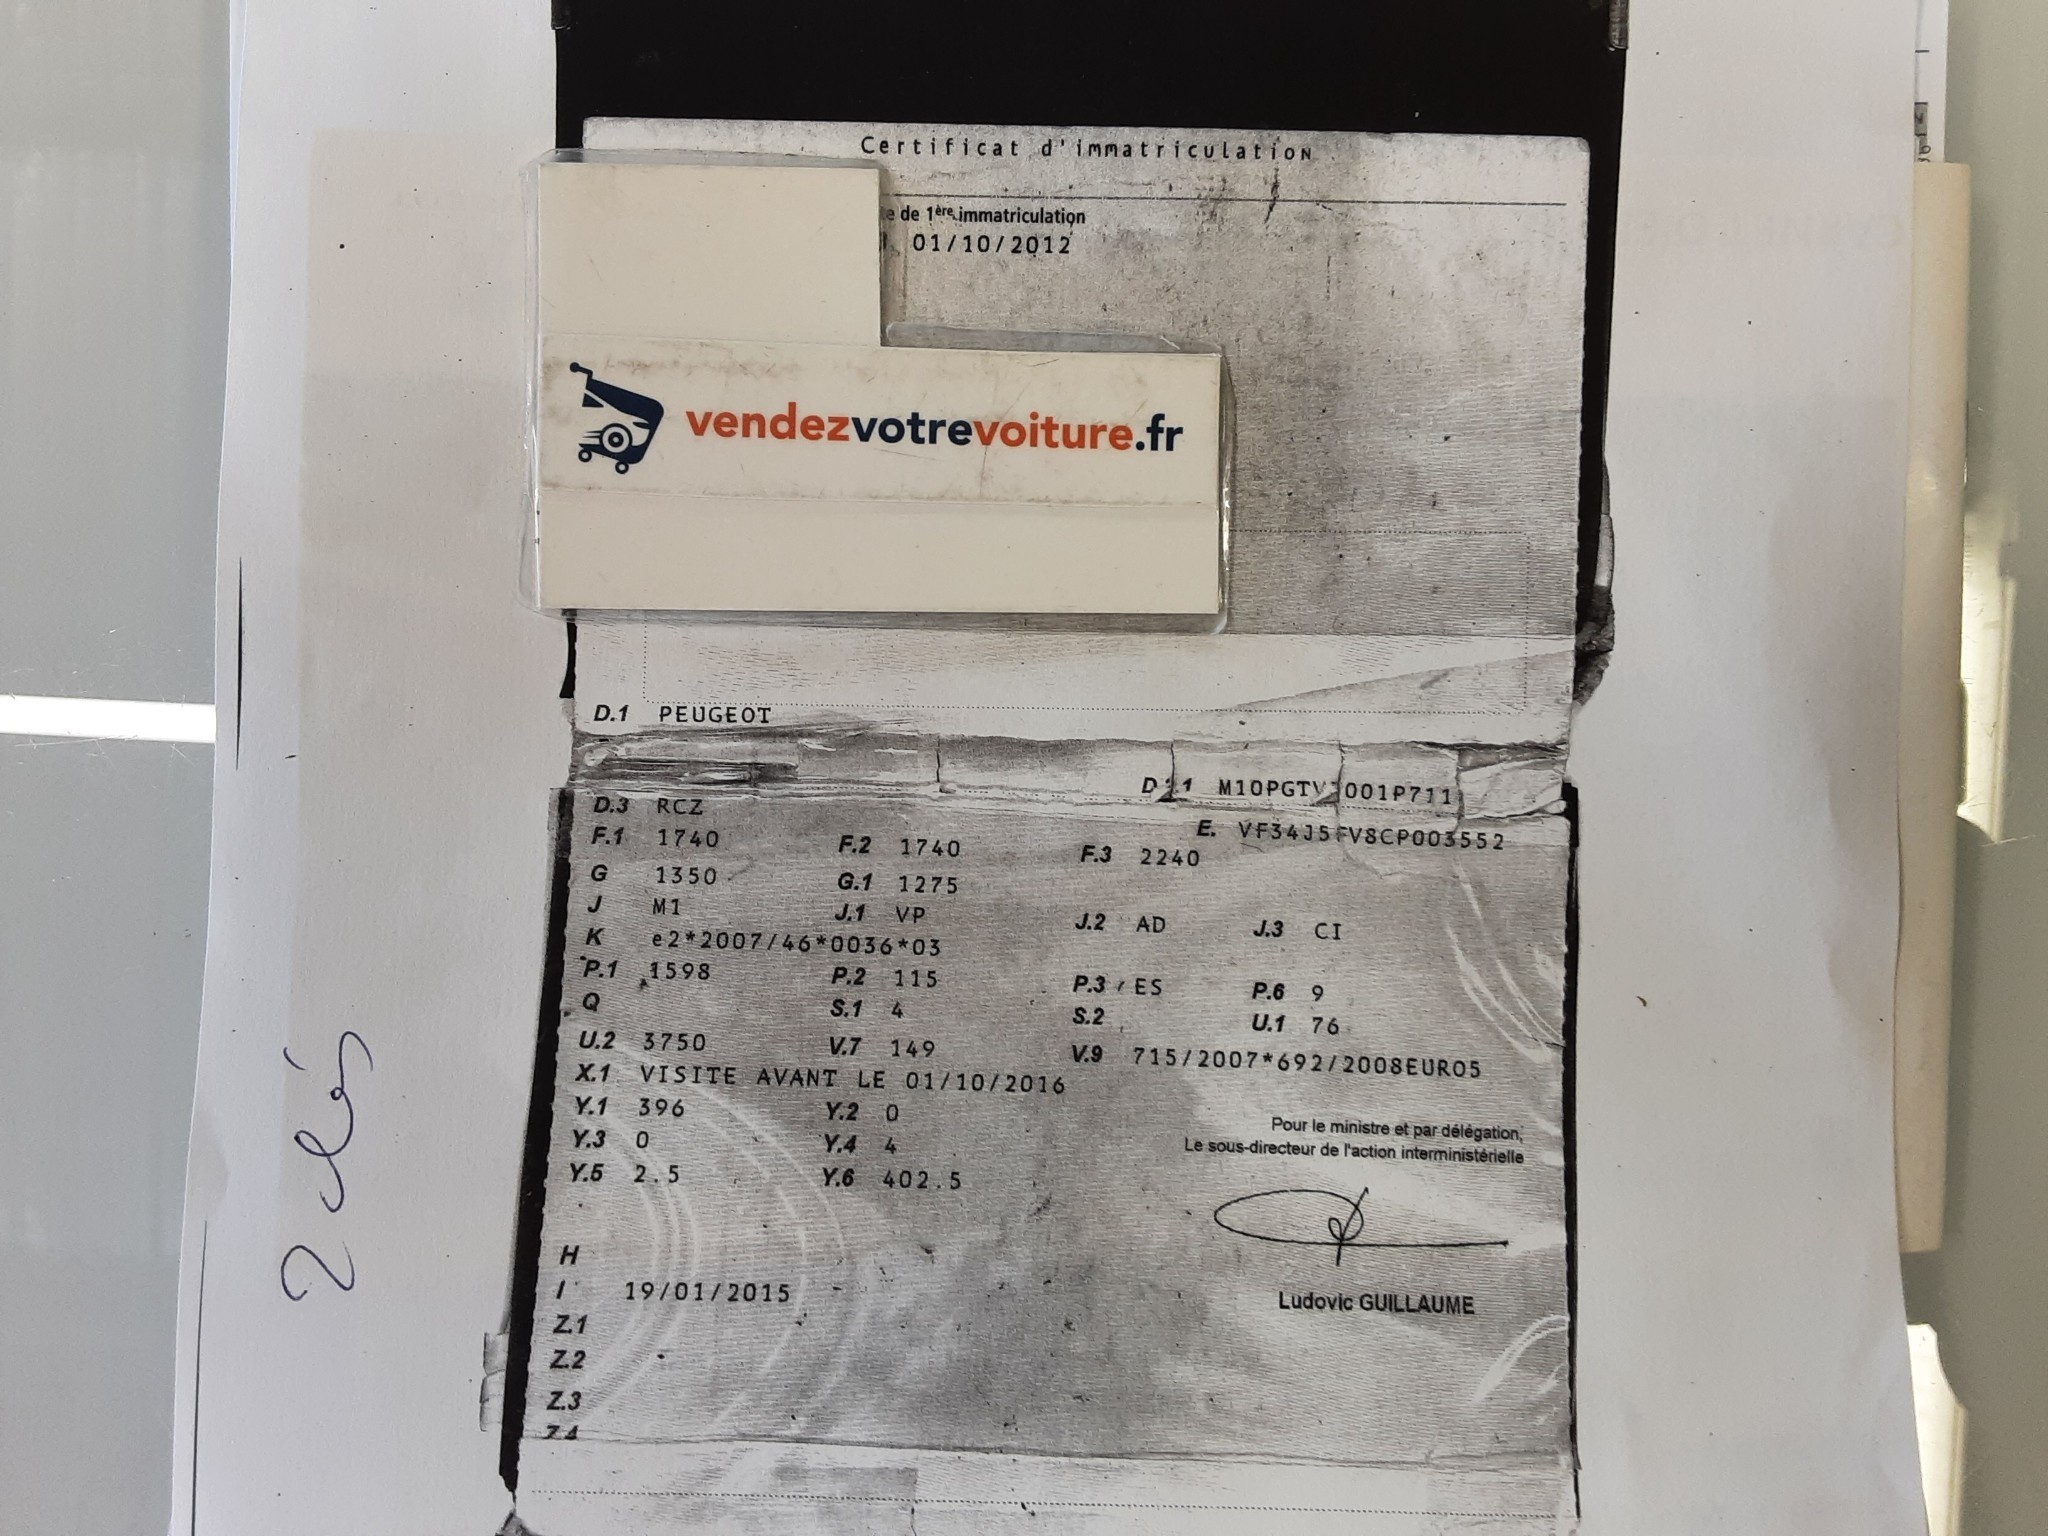 Certificat d'immatriculation
e de 1ère immatriculation
01/10/2012
vendezvotrevoiture.fr
D.1 PEUGEOT
M10PGTV 001P711
D.3 RCZ
E. VF34J5FV8CP003552
F.1 1740 F.2 1740 F.3 2240
G 1350 G.1 1275
J M1 J.1 VP J.2 AD J.3 CI
K e2*2007/46*0036*03
P.1 1598 P.2 115 P.3 ES P.6 9
Q S.1 4 S.2 U.1 76
U.2 3750 V.7 149 V.9 715/2007*692/2008EURO5
X.1 VISITE AVANT LE 01/10/2016
Y.1 396 Y.2 0
Y.3 0 Y.4 4
Y.5 2.5 Y.6 402.5
Pour le ministre et par délégation,
Le sous-directeur de l'action interministérielle
H
I 19/01/2015
Ludovic GUILLAUME
Z.1
Z.2
Z.3
Z.4
2 clés